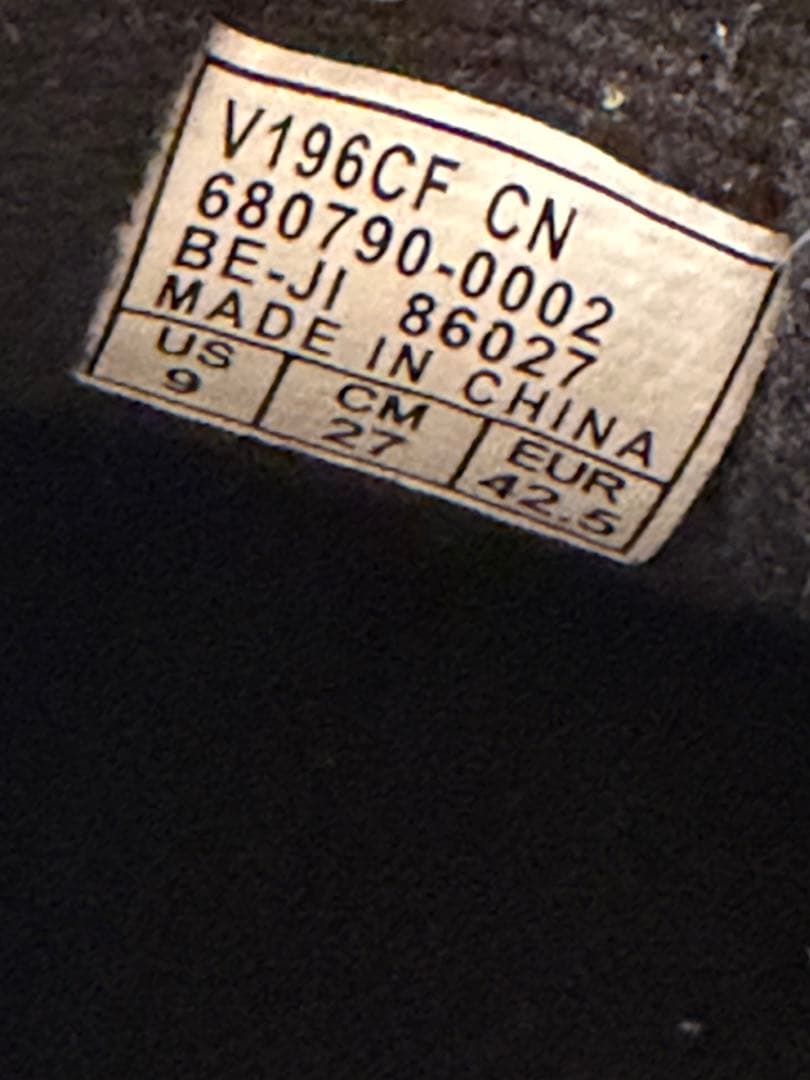 V196CF CN
680790-0002
BE-JI 86027
MADE IN CHINA
US CM EUR
9 27 42.5